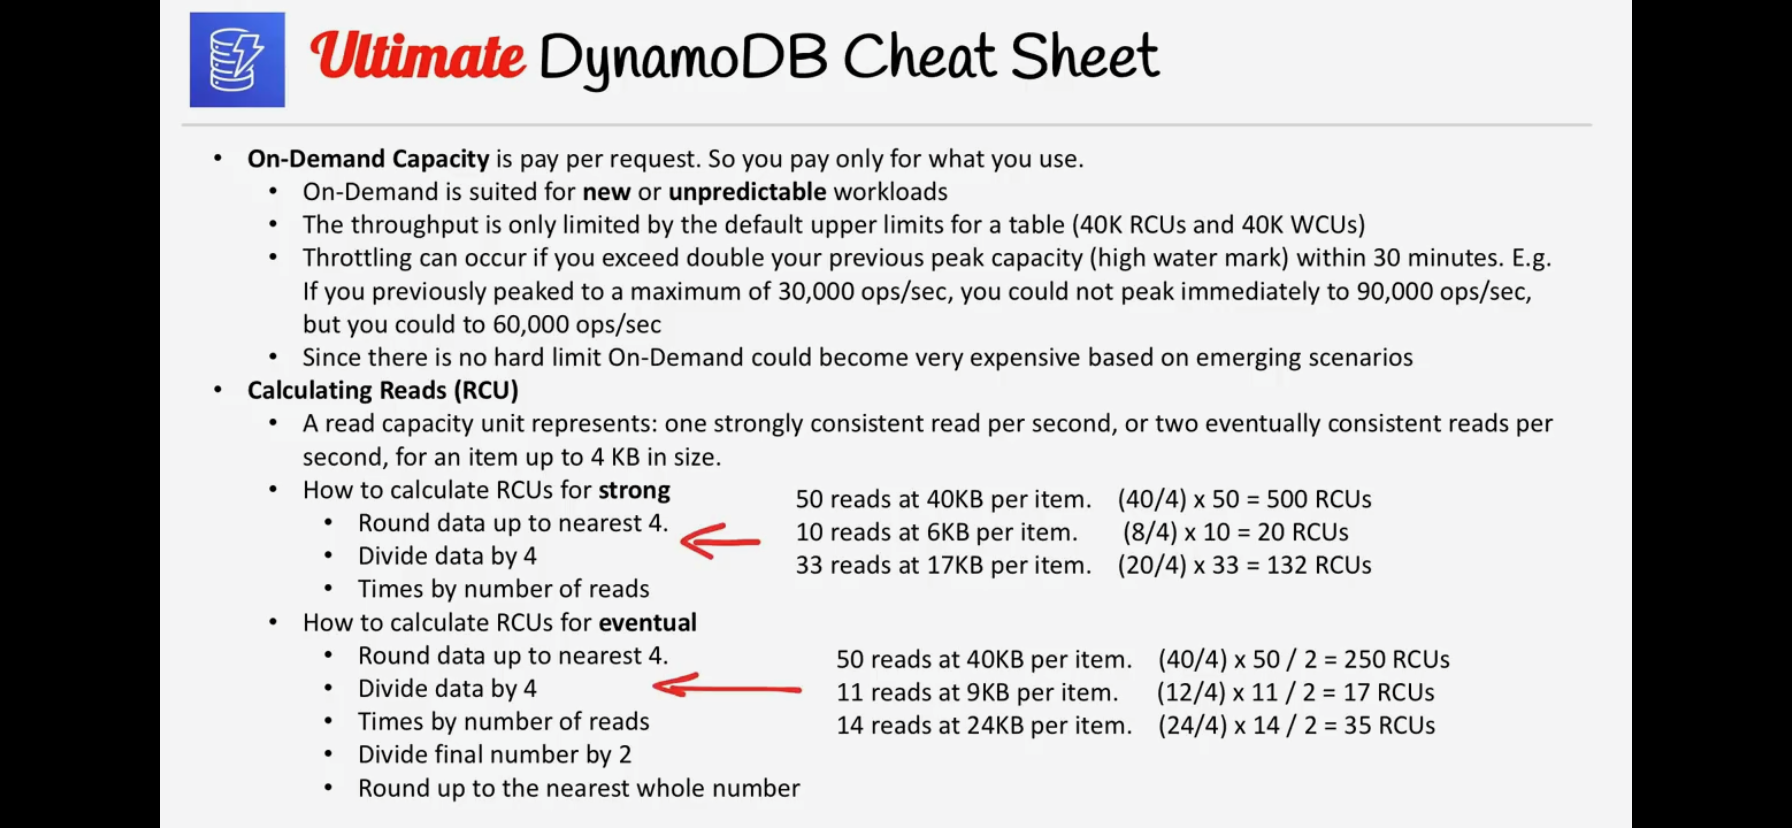 Ultimate DynamoDB Cheat Sheet
• On-Demand Capacity is pay per request. So you pay only for what you use.
• On-Demand is suited for new or unpredictable workloads
• The throughput is only limited by the default upper limits for a table (40K RCUs and 40K WCUs)
• Throttling can occur if you exceed double your previous peak capacity (high water mark) within 30 minutes. E.g.
If you previously peaked to a maximum of 30,000 ops/sec, you could not peak immediately to 90,000 ops/sec,
but you could to 60,000 ops/sec
• Since there is no hard limit On-Demand could become very expensive based on emerging scenarios
• Calculating Reads (RCU)
• A read capacity unit represents: one strongly consistent read per second, or two eventually consistent reads per
second, for an item up to 4 KB in size.
• How to calculate RCUs for strong
• Round data up to nearest 4.
• Divide data by 4
• Times by number of reads
50 reads at 40KB per item. (40/4) x 50 = 500 RCUs
10 reads at 6KB per item. (8/4) x 10 = 20 RCUs
33 reads at 17KB per item. (20/4) x 33 = 132 RCUs
• How to calculate RCUs for eventual
• Round data up to nearest 4.
• Divide data by 4
• Times by number of reads
• Divide final number by 2
• Round up to the nearest whole number
50 reads at 40KB per item. (40/4) x 50 / 2 = 250 RCUs
11 reads at 9KB per item. (12/4) x 11 / 2 = 17 RCUs
14 reads at 24KB per item. (24/4) x 14 / 2 = 35 RCUs